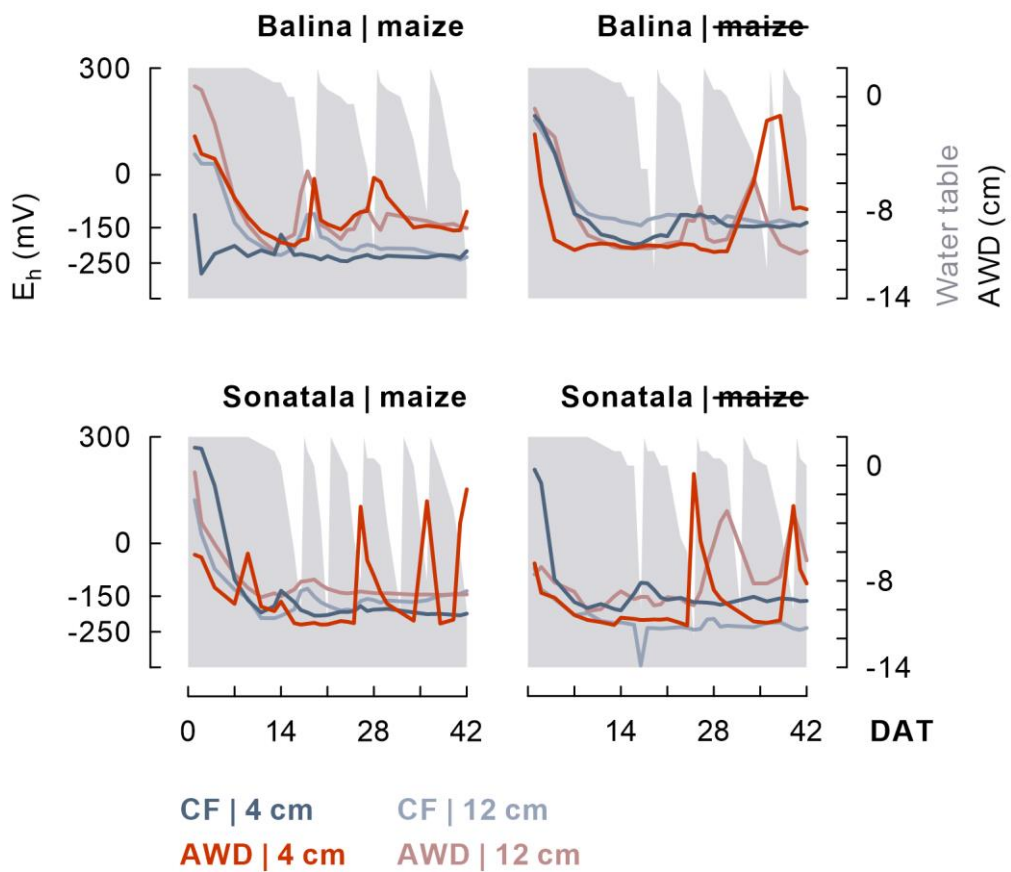 Balina | maize
Balina | maize
300
0
-150
-250
Eh (mV)
0
-8
-14
Water table
AWD (cm)
Sonatala | maize
Sonatala | maize
300
0
-150
-250
0
-8
-14
0 14 28 42
14 28 42
DAT
CF | 4 cm
CF | 12 cm
AWD | 4 cm
AWD | 12 cm